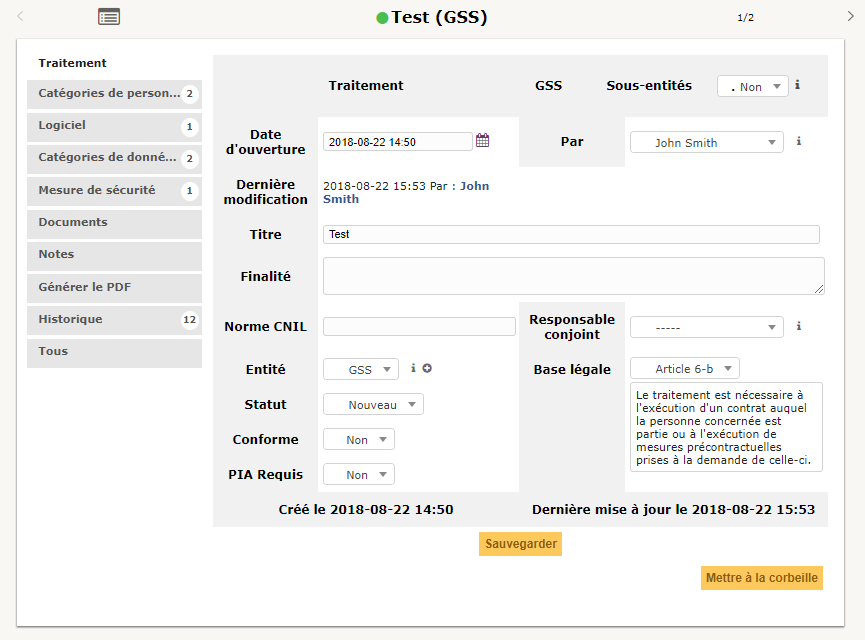 Test (GSS)
1/2
Traitement
Catégories de person... 2
Logiciel 1
Catégories de donné... 2
Mesure de sécurité 1
Documents
Notes
Générer le PDF
Historique 12
Tous
Traitement GSS Sous-entités . Non
Date
d'ouverture
2018-08-22 14:50
Par
John Smith
Dernière
modification
2018-08-22 15:53 Par : John
Smith
Titre
Test
Finalité
Norme CNIL
Responsable
conjoint
-----
Entité
GSS
Base légale
Article 6-b
Le traitement est nécessaire à
l'exécution d'un contrat auquel
la personne concernée est
partie ou à l'exécution de
mesures précontractuelles
prises à la demande de celle-ci.
Statut
Nouveau
Conforme
Non
PIA Requis
Non
Créé le 2018-08-22 14:50
Dernière mise à jour le 2018-08-22 15:53
Sauvegarder
Mettre à la corbeille